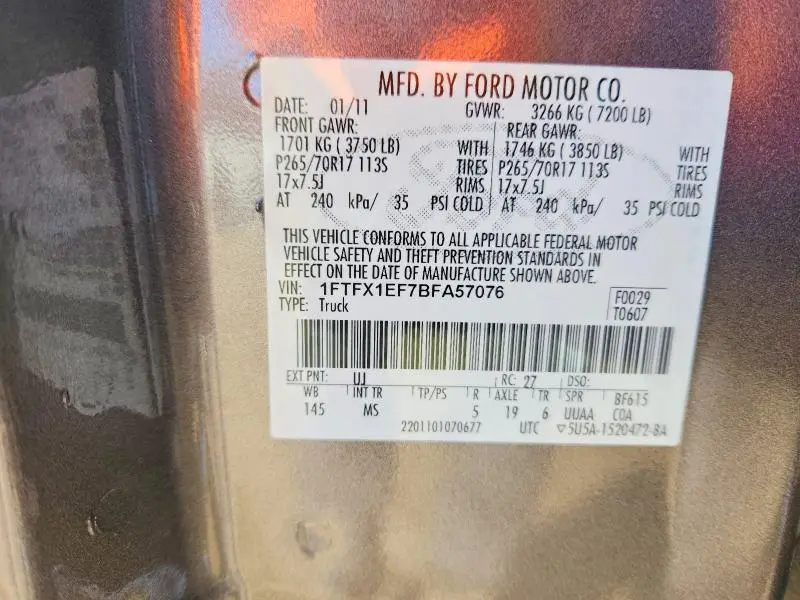 MFD. BY FORD MOTOR CO.
DATE: 01/11 GVWR: 3266 KG ( 7200 LB)
FRONT GAWR: REAR GAWR:
1701 KG ( 3750 LB) WITH 1746 KG ( 3850 LB) WITH
P265/70R17 113S TIRES P265/70R17 113S TIRES
17x7.5J RIMS 17x7.5J RIMS
AT 240 kPa/ 35 PSI COLD AT 240 kPa/ 35 PSI COLD
THIS VEHICLE CONFORMS TO ALL APPLICABLE FEDERAL MOTOR
VEHICLE SAFETY AND THEFT PREVENTION STANDARDS IN
EFFECT ON THE DATE OF MANUFACTURE SHOWN ABOVE.
VIN: 1FTFX1EF7BFA57076
TYPE: Truck
F0029
T0607
EXT PNT: UJ RC: 27 DSO:
WB INT TR TP/PS R AXLE TR SPR BF615
145 MS 5 19 6 UUAA COA
2201101070677 UTC ▽5U5A-1520472-BA